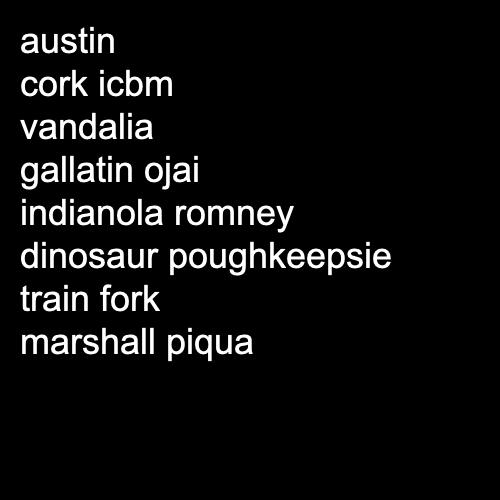 austin
cork icbm
vandalia
gallatin ojai
indianola romney
dinosaur poughkeepsie
train fork
marshall piqua